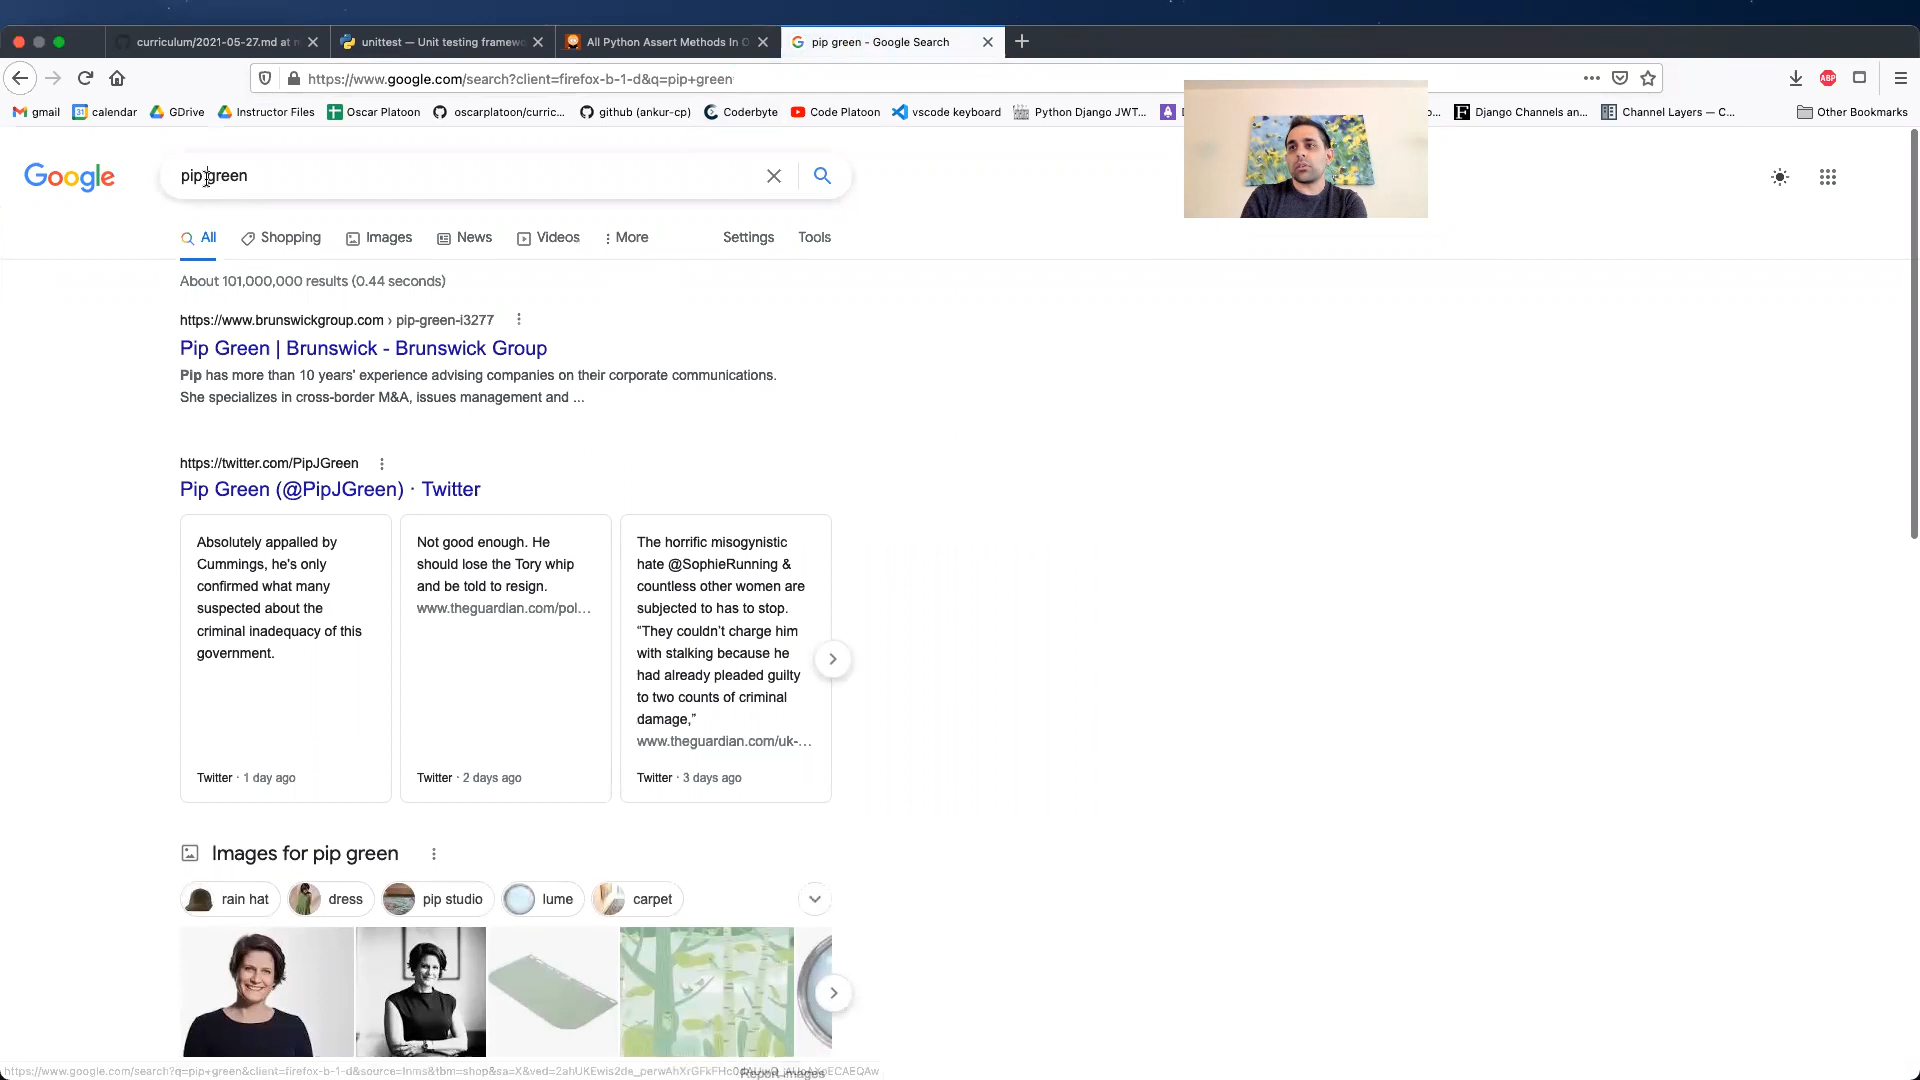 curriculum/2021-05-27.md at m
unittest — Unit testing framewo
All Python Assert Methods In O
pip green - Google Search
https://www.google.com/search?client=firefox-b-1-d&q=pip+green
ABP
gmail
31
calendar
GDrive
Instructor Files
Oscar Platoon
oscarplatoon/curric...
github (ankur-cp)
Coderbyte
Code Platoon
vscode keyboard
Python Django JWT...
Django Channels an...
Channel Layers — C...
Other Bookmarks
Google
pip green
All
Shopping
Images
News
Videos
More
Settings
Tools
About 101,000,000 results (0.44 seconds)
https://www.brunswickgroup.com › pip-green-i3277
Pip Green | Brunswick - Brunswick Group
Pip has more than 10 years' experience advising companies on their corporate communications.
She specializes in cross-border M&A, issues management and ...
https://twitter.com/PipJGreen
Pip Green (@PipJGreen) · Twitter
Absolutely appalled by
Cummings, he's only
confirmed what many
suspected about the
criminal inadequacy of this
government.
Twitter · 1 day ago
Not good enough. He
should lose the Tory whip
and be told to resign.
www.theguardian.com/pol...
Twitter · 2 days ago
The horrific misogynistic
hate @SophieRunning &
countless other women are
subjected to has to stop.
“They couldn’t charge him
with stalking because he
had already pleaded guilty
to two counts of criminal
damage,”
www.theguardian.com/uk-...
Twitter · 3 days ago
Images for pip green
rain hat
dress
pip studio
lume
carpet
Report images